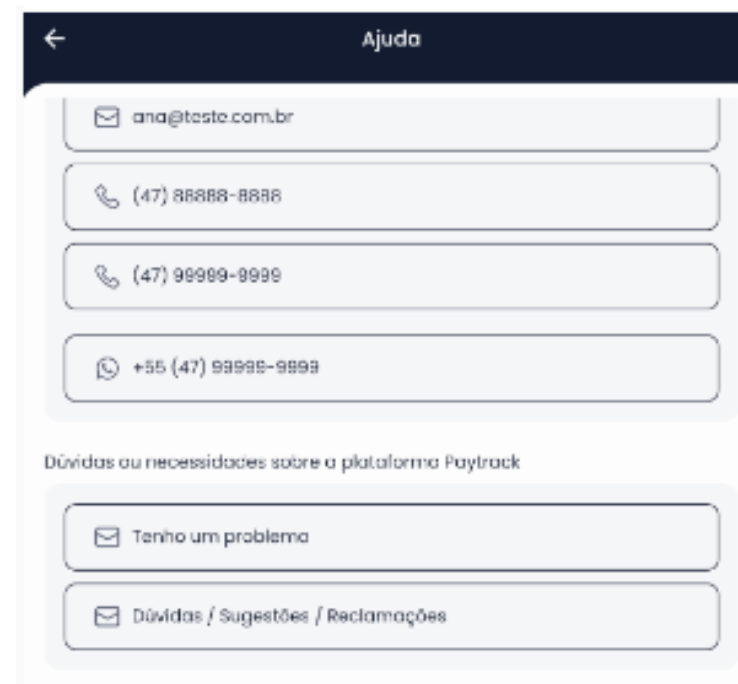 Ajuda
ana@teste.com.br
(47) 88888-8888
(47) 99999-9999
+55 (47) 99999-9999
Dúvidas ou necessidades sobre a plataforma Paytrack
Tenho um problema
Dúvidas / Sugestões / Reclamações